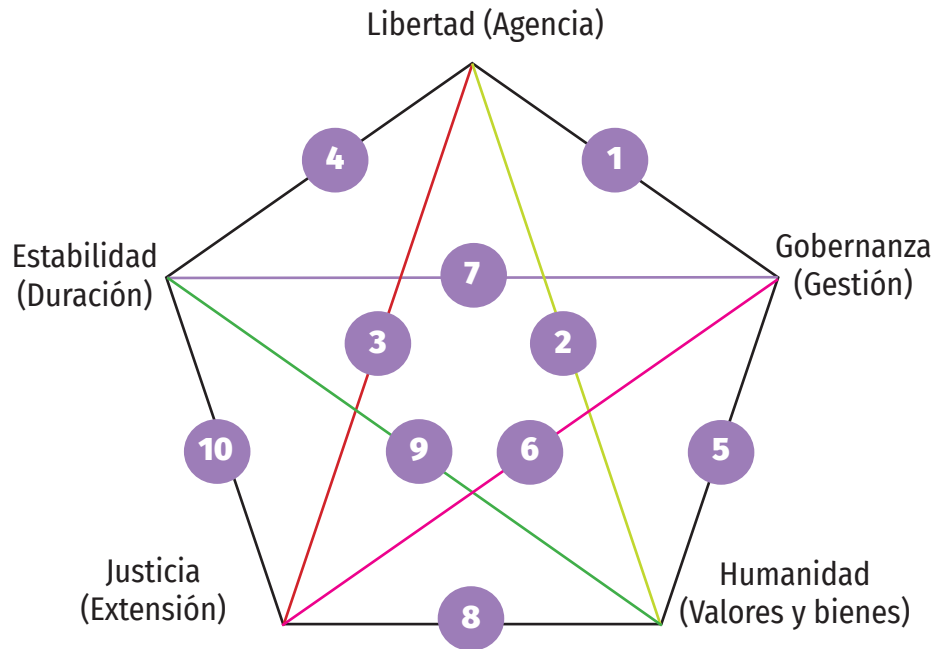 Libertad (Agencia)
4
1
Estabilidad
(Duración)
Gobernanza
(Gestión)
7
3
2
10
9
6
5
Justicia
(Extensión)
Humanidad
(Valores y bienes)
8